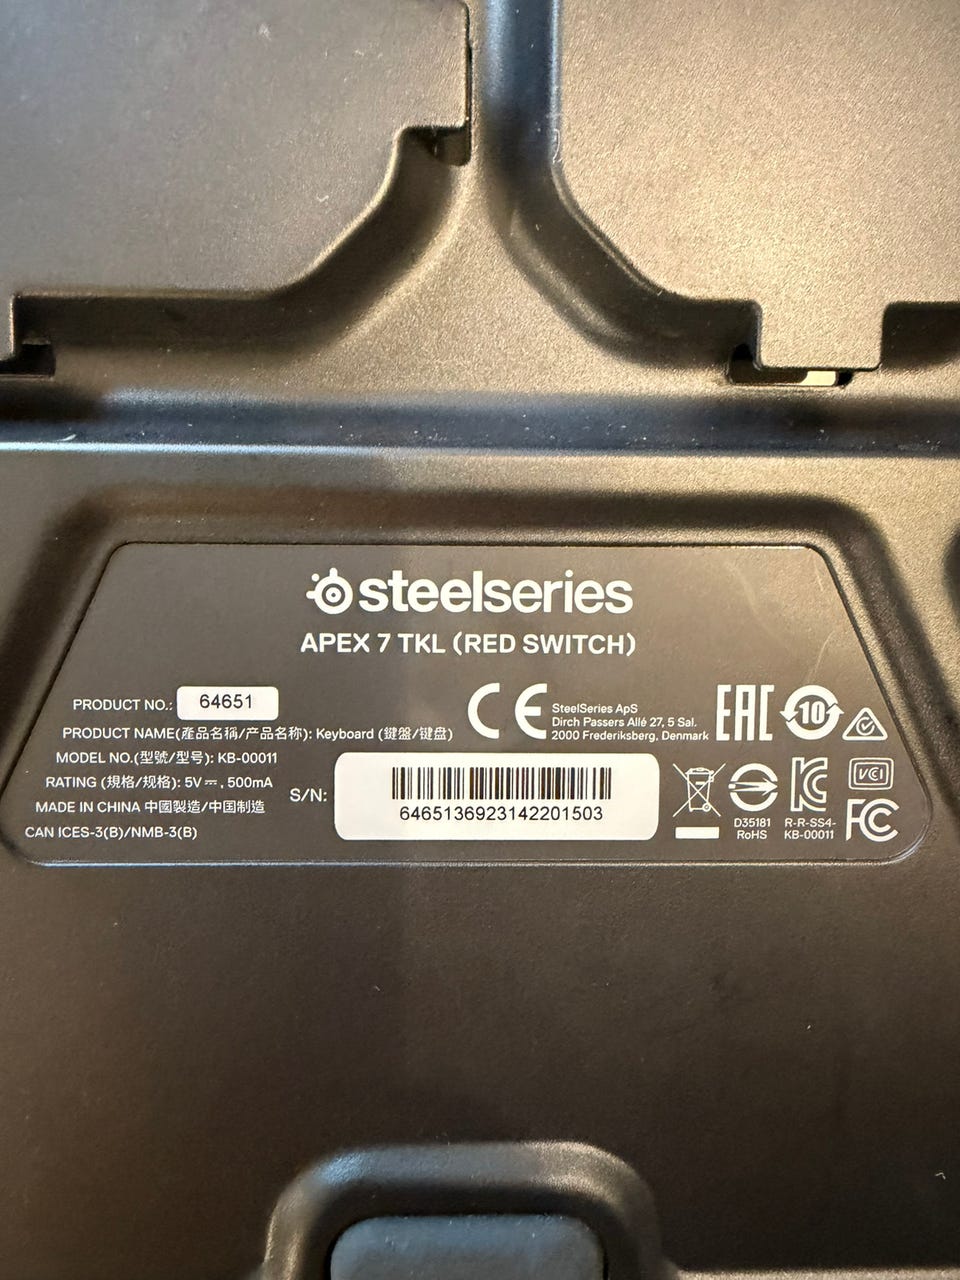 steelseries
APEX 7 TKL (RED SWITCH)
PRODUCT NO.: 64651
PRODUCT NAME(產品名稱/产品名称): Keyboard (鍵盤/键盘)
MODEL NO.(型號/型号): KB-00011
RATING (規格/规格): 5V⎓, 500mA
MADE IN CHINA 中國製造/中国制造
CAN ICES-3(B)/NMB-3(B)
S/N:
6465136923142201503
CE
SteelSeries ApS
Dirch Passers Allé 27, 5 Sal.
2000 Frederiksberg, Denmark
EAC
10
D35181
RoHS
R-R-SS4-
KB-00011
VCI
FC